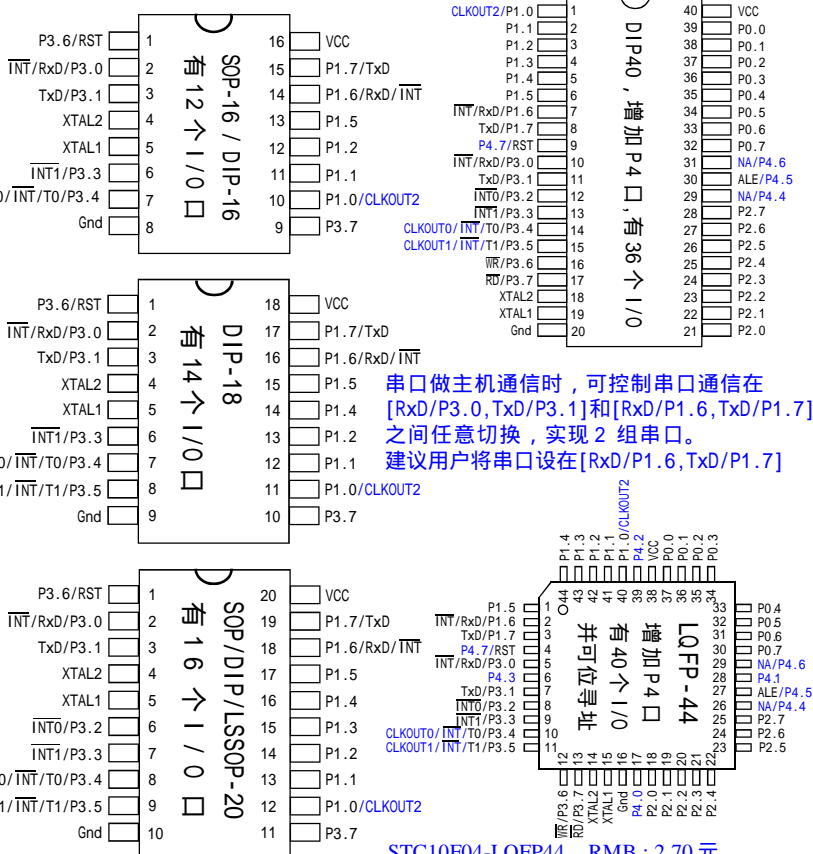 P3.6/RST 1 16 VCC
INT/RxD/P3.0 2 15 P1.7/TxD
TxD/P3.1 3 14 P1.6/RxD/INT
XTAL2 4 13 P1.5
XTAL1 5 12 P1.2
INT1/P3.3 6 11 P1.1
0/INT/T0/P3.4 7 10 P1.0/CLKOUT2
Gnd 8 9 P3.7
SOP-16 / DIP-16
有12个I/O口
CLKOUT2/P1.0 1 40 VCC
P1.1 2 39 P0.0
P1.2 3 38 P0.1
P1.3 4 37 P0.2
P1.4 5 36 P0.3
P1.5 6 35 P0.4
INT/RxD/P1.6 7 34 P0.5
TxD/P1.7 8 33 P0.6
P4.7/RST 9 32 P0.7
INT/RxD/P3.0 10 31 NA/P4.6
TxD/P3.1 11 30 ALE/P4.5
INT0/P3.2 12 29 NA/P4.4
INT1/P3.3 13 28 P2.7
CLKOUT0/INT/T0/P3.4 14 27 P2.6
CLKOUT1/INT/T1/P3.5 15 26 P2.5
WR/P3.6 16 25 P2.4
RD/P3.7 17 24 P2.3
XTAL2 18 23 P2.2
XTAL1 19 22 P2.1
Gnd 20 21 P2.0
DIP40，增加P4口,有36个I/O
P3.6/RST 1 18 VCC
INT/RxD/P3.0 2 17 P1.7/TxD
TxD/P3.1 3 16 P1.6/RxD/INT
XTAL2 4 15 P1.5
XTAL1 5 14 P1.4
INT1/P3.3 6 13 P1.2
0/INT/T0/P3.4 7 12 P1.1
1/INT/T1/P3.5 8 11 P1.0/CLKOUT2
Gnd 9 10 P3.7
DIP-18
有14个I/O口
串口做主机通信时，可控制串口通信在
[RxD/P3.0,TxD/P3.1]和[RxD/P1.6,TxD/P1.7]
之间任意切换，实现2 组串口。
建议用户将串口设在[RxD/P1.6,TxD/P1.7]
P3.6/RST 1 20 VCC
INT/RxD/P3.0 2 19 P1.7/TxD
TxD/P3.1 3 18 P1.6/RxD/INT
XTAL2 4 17 P1.5
XTAL1 5 16 P1.4
INT0/P3.2 6 15 P1.3
INT1/P3.3 7 14 P1.2
0/INT/T0/P3.4 8 13 P1.1
1/INT/T1/P3.5 9 12 P1.0/CLKOUT2
Gnd 10 11 P3.7
SOP/DIP/LSSOP-20
有16个I/O口
P1.4 P1.3 P1.2 P1.1 P1.0/CLKOUT2 P4.2 VCC P0.0 P0.1 P0.2 P0.3
44 43 42 41 40 39 38 37 36 35 34
P1.5 1 33 P0.4
INT/RxD/P1.6 2 32 P0.5
TxD/P1.7 3 31 P0.6
P4.7/RST 4 30 P0.7
INT/RxD/P3.0 5 29 NA/P4.6
P4.3 6 28 P4.1
TxD/P3.1 7 27 ALE/P4.5
INT0/P3.2 8 26 NA/P4.4
INT1/P3.3 9 25 P2.7
CLKOUT0/INT/T0/P3.4 10 24 P2.6
CLKOUT1/INT/T1/P3.5 11 23 P2.5
LQFP-44
增加P4口
有40个I/O
并可位寻址
12 13 14 15 16 17 18 19 20 21 22
WR/P3.6 RD/P3.7 XTAL2 XTAL1 Gnd P4.0 P2.0 P2.1 P2.2 P2.3 P2.4
STC10F04-LQFP44 RMB: 2.70 元